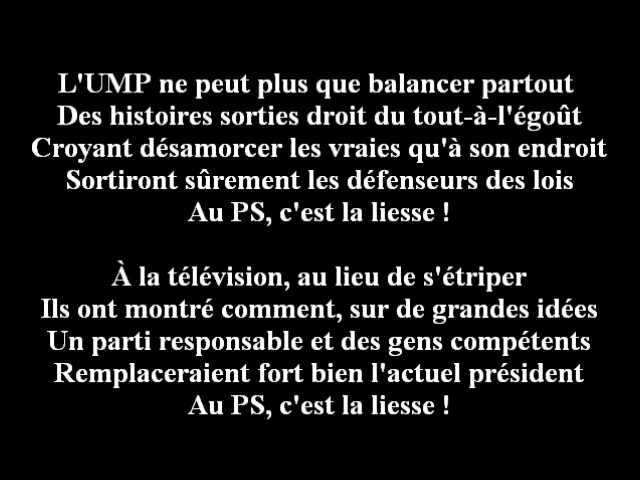 L'UMP ne peut plus que balancer partout
Des histoires sorties droit du tout-à-l'égoût
Croyant désamorcer les vraies qu'à son endroit
Sortiront sûrement les défenseurs des lois
Au PS, c'est la liesse !
À la télévision, au lieu de s'étriper
Ils ont montré comment, sur de grandes idées
Un parti responsable et des gens compétents
Remplaceraient fort bien l'actuel président
Au PS, c'est la liesse !